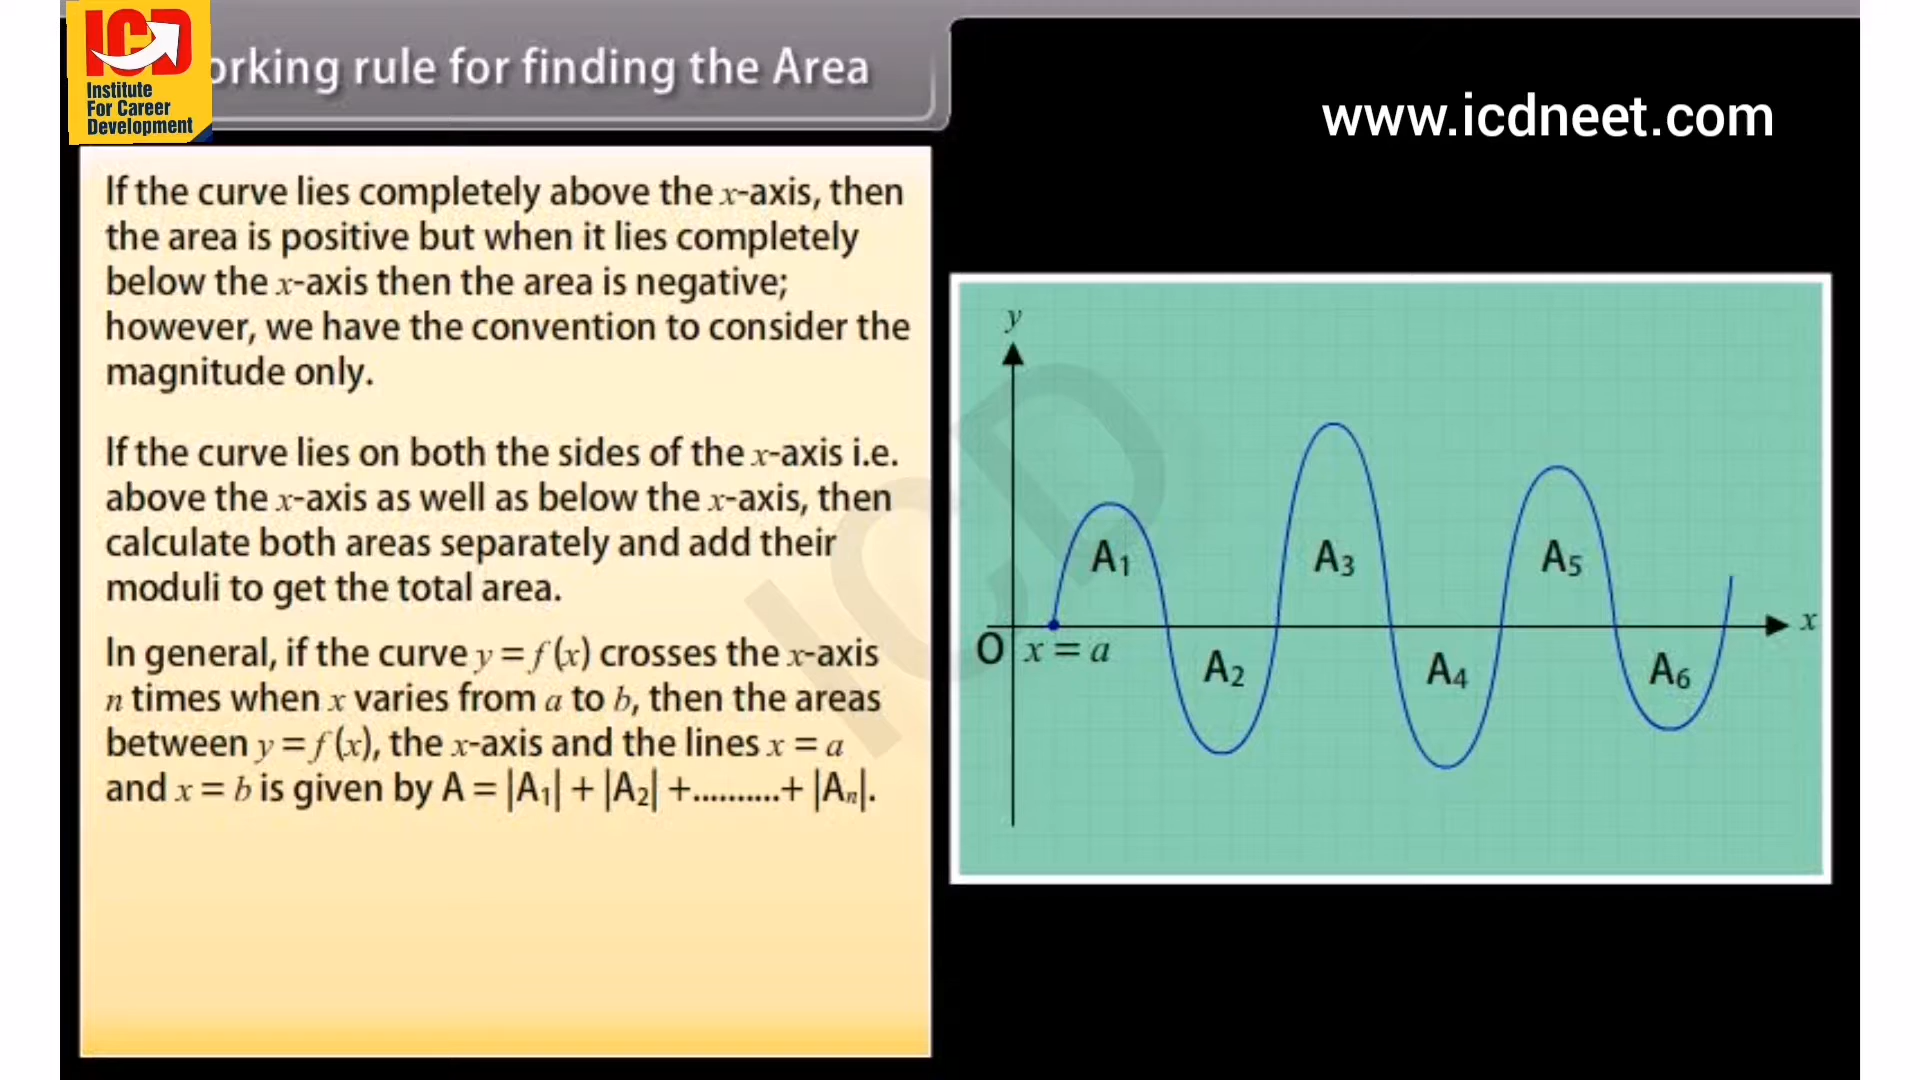 ICD
Institute
For Career
Development
orking rule for finding the Area
www.icdneet.com
If the curve lies completely above the x-axis, then
the area is positive but when it lies completely
below the x-axis then the area is negative;
however, we have the convention to consider the
magnitude only.
If the curve lies on both the sides of the x-axis i.e.
above the x-axis as well as below the x-axis, then
calculate both areas separately and add their
moduli to get the total area.
In general, if the curve y = f (x) crosses the x-axis
n times when x varies from a to b, then the areas
between y = f (x), the x-axis and the lines x = a
and x = b is given by A = |A₁| + |A₂| +..........+ |Aₙ|.
y
A₁
A₃
A₅
O
x = a
x
A₂
A₄
A₆
ICD